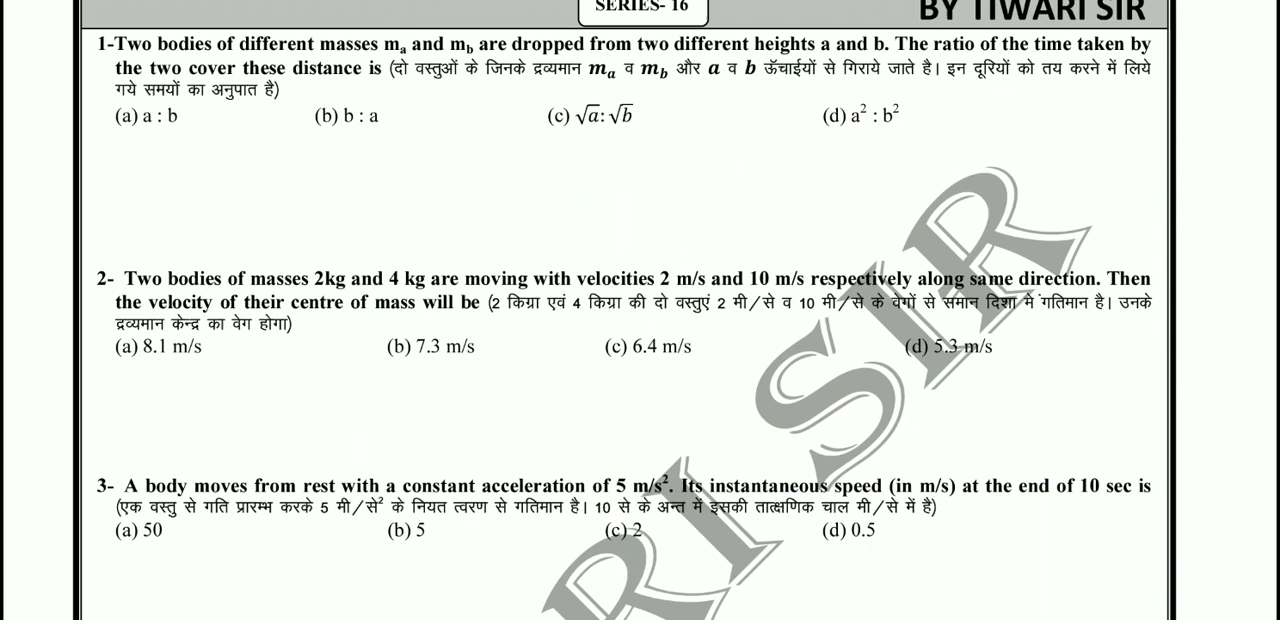 SERIES- 16
BY TIWARI SIR
1-Two bodies of different masses mₐ and m_b are dropped from two different heights a and b. The ratio of the time taken by
the two cover these distance is (दो वस्तुओं के जिनके द्रव्यमान mₐ व m_b और a व b ऊँचाईयों से गिराये जाते है। इन दूरियों को तय करने में लिये
गये समयों का अनुपात है)
(a) a : b (b) b : a (c) √a: √b (d) a² : b²
2- Two bodies of masses 2kg and 4 kg are moving with velocities 2 m/s and 10 m/s respectively along same direction. Then
the velocity of their centre of mass will be (2 किग्रा एवं 4 किग्रा की दो वस्तुएं 2 मी/से व 10 मी/से के वेगों से समान दिशा में गतिमान है। उनके
द्रव्यमान केन्द्र का वेग होगा)
(a) 8.1 m/s (b) 7.3 m/s (c) 6.4 m/s (d) 5.3 m/s
3- A body moves from rest with a constant acceleration of 5 m/s². Its instantaneous speed (in m/s) at the end of 10 sec is
(एक वस्तु से गति प्रारम्भ करके 5 मी/से² के नियत त्वरण से गतिमान है। 10 से के अन्त में इसकी तात्क्षणिक चाल मी/से में है)
(a) 50 (b) 5 (c) 2 (d) 0.5
RI SIR